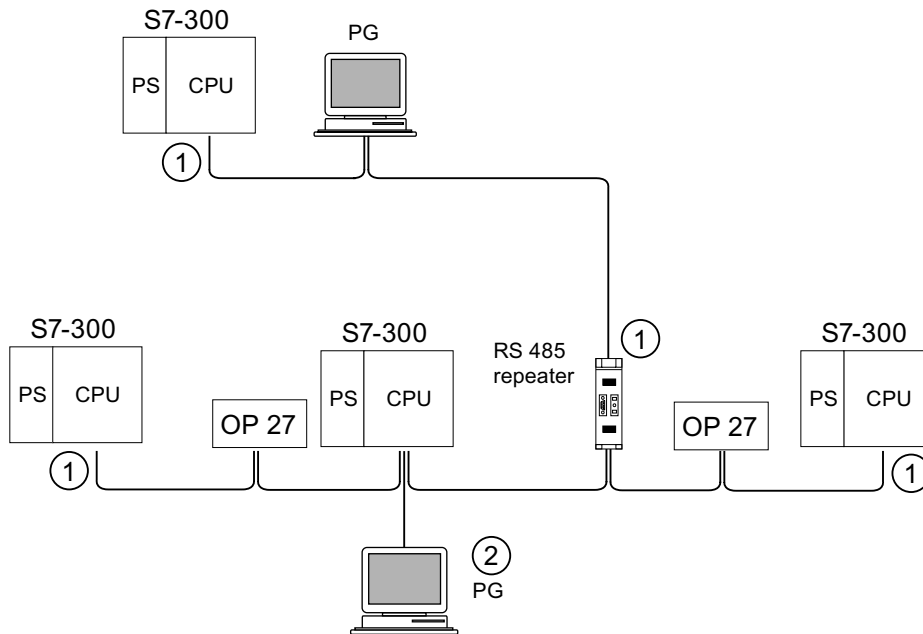 S7-300
PG
PS
CPU
①
S7-300
S7-300
RS 485
repeater
①
S7-300
PS
CPU
OP 27
PS
CPU
OP 27
PS
CPU
①
①
②
PG